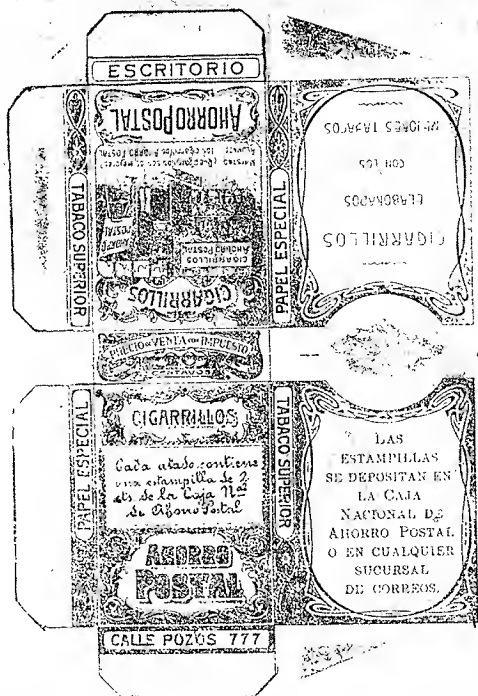 ESCRITORIO
AHORRO POSTAL
CIGARRILLOS
AHORRO POSTAL
CIGARRILLOS
TABACO SUPERIOR
PAPEL ESPECIAL
CIGARRILLOS
ELABORADOS
CON LOS
MEJORES TABACOS
PRECIO DE VENTA CON IMPUESTO
PAPEL ESPECIAL
CIGARRILLOS
Cada atado contiene
una estampilla de 2
cts. de la Caja Nal
de Ahorro Postal
AHORRO
POSTAL
TABACO SUPERIOR
LAS
ESTAMPILLAS
SE DEPOSITAN EN
LA CAJA
NACIONAL DE
AHORRO POSTAL
O EN CUALQUIER
SUCURSAL
DE CORREOS.
CALLE POZOS 777